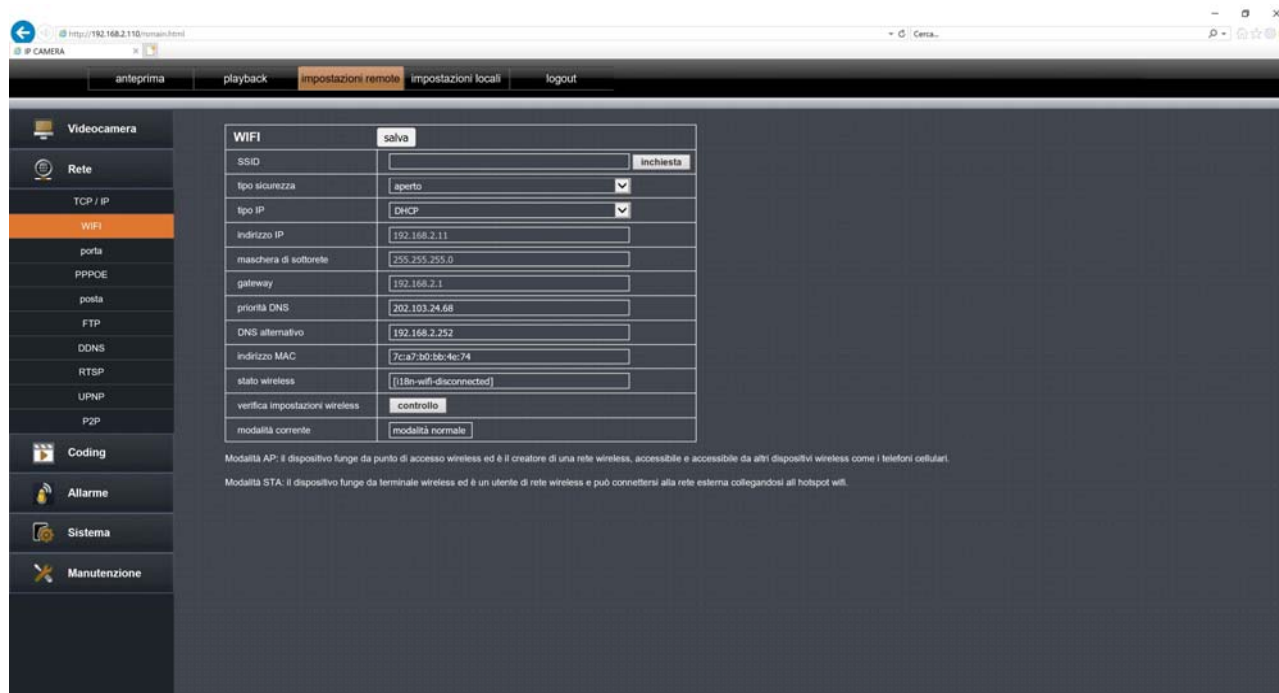 http://192.168.2.110/romain.html
Cerca...
IP CAMERA
anteprima playback impostazioni remote impostazioni locali logout
Videocamera
Rete
TCP / IP
WIFI
porta
PPPOE
posta
FTP
DDNS
RTSP
UPNP
P2P
Coding
Allarme
Sistema
Manutenzione
WIFI salva
SSID inchiesta
tipo sicurezza aperto
tipo IP DHCP
indirizzo IP 192.168.2.11
maschera di sottorete 255.255.255.0
gateway 192.168.2.1
priorità DNS 202.103.24.68
DNS alternativo 192.168.2.252
indirizzo MAC 7c:a7:b0:bb:4e:74
stato wireless [i18n-wifi-disconnected]
verifica impostazioni wireless controllo
modalità corrente modalità normale
Modalità AP: il dispositivo funge da punto di accesso wireless ed è il creatore di una rete wireless, accessibile e accessibile da altri dispositivi wireless come i telefoni cellulari.
Modalità STA: il dispositivo funge da terminale wireless ed è un utente di rete wireless e può connettersi alla rete esterna collegandosi all hotspot wifi.